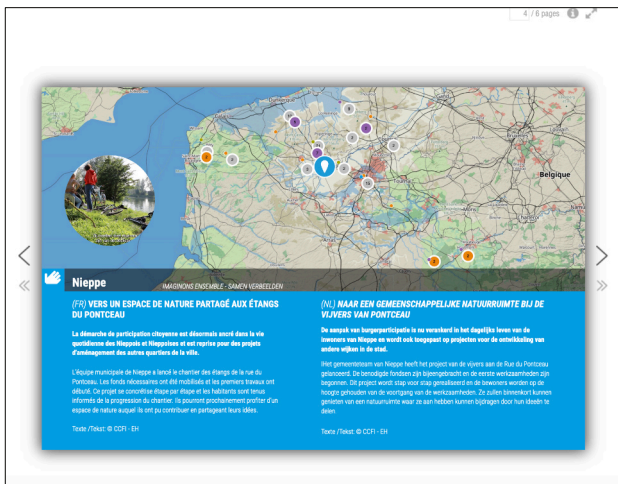 4 / 6 pages
Belgique
Nieppe
IMAGINONS ENSEMBLE - SAMEN VERBEELDEN
(FR) VERS UN ESPACE DE NATURE PARTAGÉ AUX ÉTANGS
DU PONTCEAU
La démarche de participation citoyenne est désormais ancré dans la vie
quotidienne des Nieppois et Nieppoises et est reprise pour des projets
d'aménagement des autres quartiers de la ville.
L'équipe municipale de Nieppe a lancé le chantier des étangs de la rue du
Pontceau. Les fonds nécessaires ont été mobilisés et les premiers travaux ont
débuté. Ce projet se concrétise étape par étape et les habitants sont tenus
informés de la progression du chantier. Ils pourront prochainement profiter d'un
espace de nature auquel ils ont pu contribuer en partageant leurs idées.
Texte /Tekst: © CCFI - EH
(NL) NAAR EEN GEMEENSCHAPPELIJKE NATUURRUIMTE BIJ DE
VIJVERS VAN PONTCEAU
De aanpak van burgerparticipatie is nu verankerd in het dagelijks leven van de
inwoners van Nieppe en wordt ook toegepast op projecten voor de ontwikkeling van
andere wijken in de stad.
lHet gemeentesteam van Nieppe heeft het project van de vijvers aan de Rue du Pontceau
gelanceerd. De benodigde fondsen zijn bijeengebracht en de eerste werkzaamheden zijn
begonnen. Dit project wordt stap voor stap gerealiseerd en de bewoners worden op de
hoogte gehouden van de voortgang van de werkzaamheden. Ze zullen binnenkort kunnen
genieten van een natuurruimte waar ze aan hebben kunnen bijdragen door hun ideeën te
delen.
Texte /Tekst: © CCFI - EH